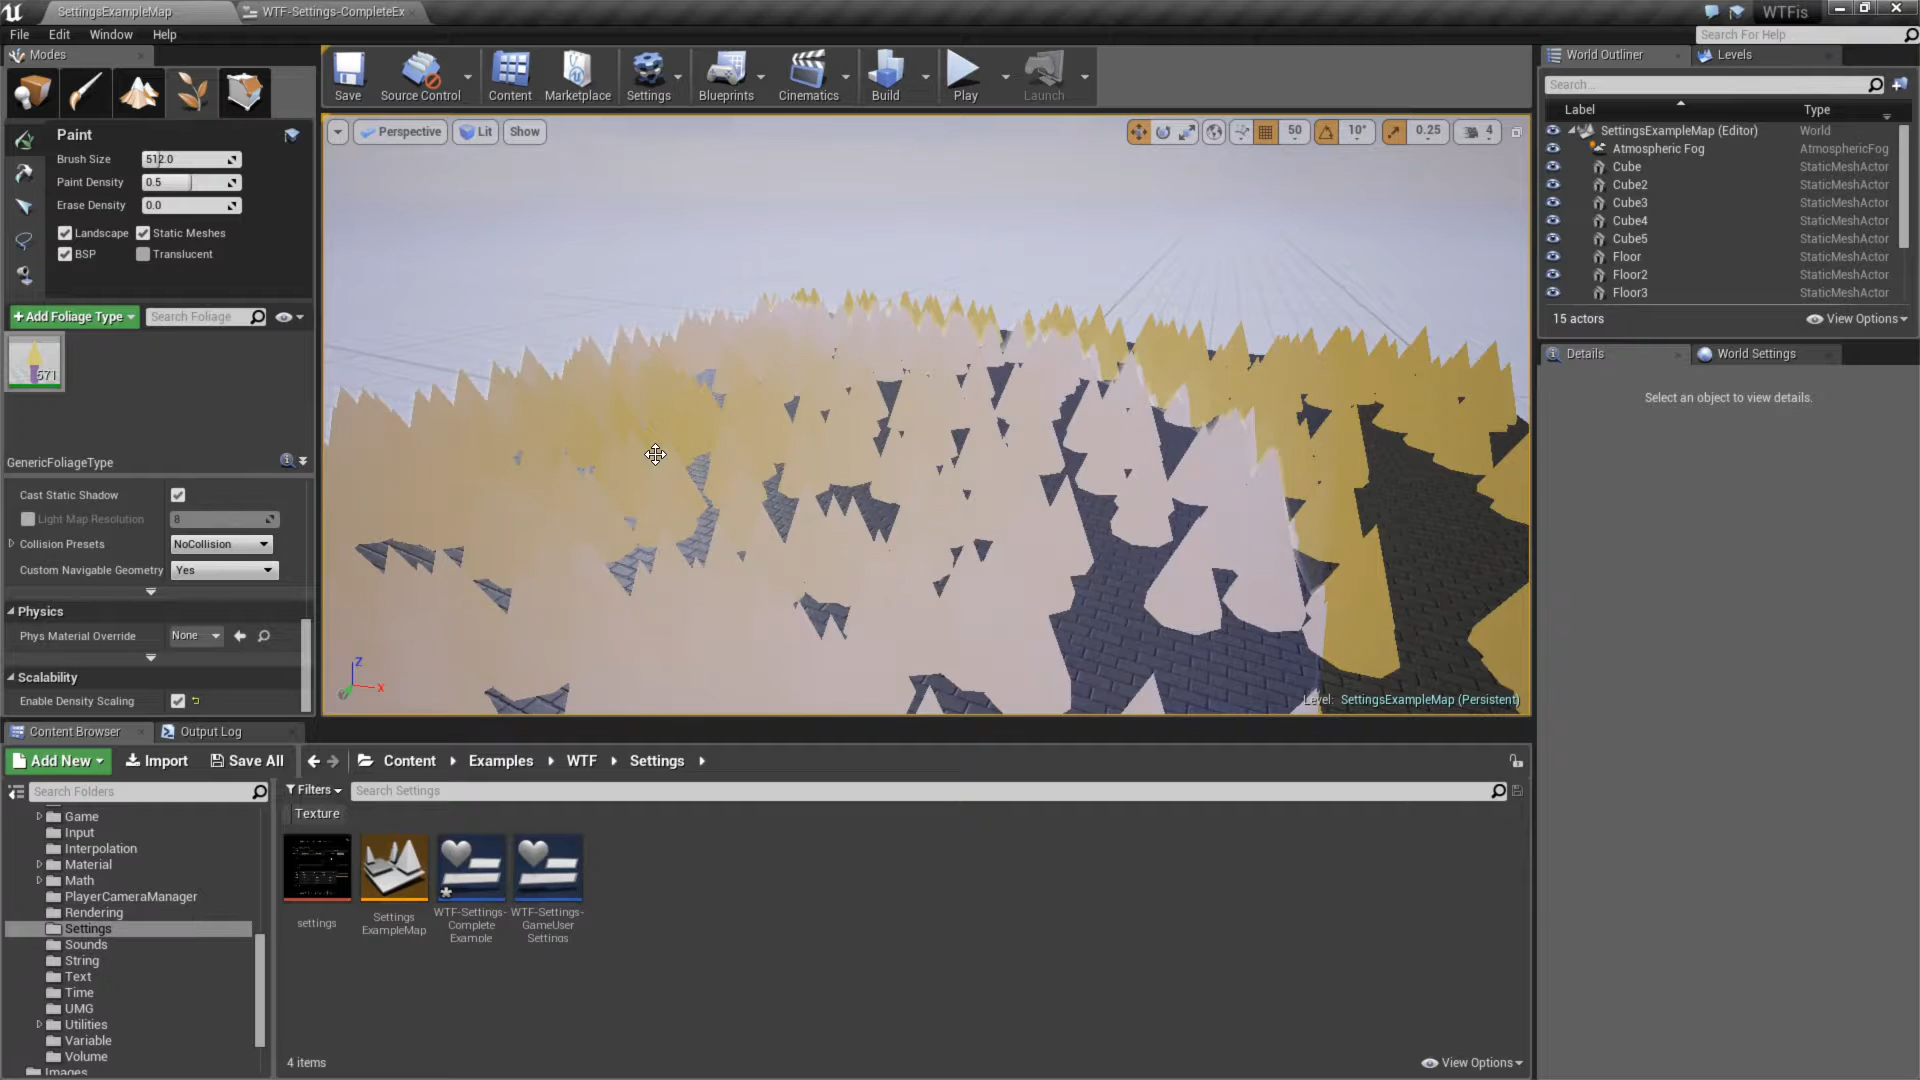 SettingsExampleMap
WTF-Settings-CompleteEx
WTFis
File Edit Window Help
Search For Help
Modes
Save
Source Control
Content
Marketplace
Settings
Blueprints
Cinematics
Build
Play
Launch
World Outliner
Levels
Search...
Label Type
SettingsExampleMap (Editor) World
Atmospheric Fog AtmosphericFog
Cube StaticMeshActor
Cube2 StaticMeshActor
Cube3 StaticMeshActor
Cube4 StaticMeshActor
Cube5 StaticMeshActor
Floor StaticMeshActor
Floor2 StaticMeshActor
Floor3 StaticMeshActor
15 actors
View Options
Details
World Settings
Select an object to view details.
Paint
Brush Size 512.0
Paint Density 0.5
Erase Density 0.0
Landscape Static Meshes
BSP Translucent
+Add Foliage Type
Search Foliage
571
GenericFoliageType
Cast Static Shadow
Light Map Resolution 8
Collision Presets NoCollision
Custom Navigable Geometry Yes
Physics
Phys Material Override None
Scalability
Enable Density Scaling
Perspective Lit Show
50 10° 0.25 4
Z
X
Level: SettingsExampleMap (Persistent)
Content Browser
Output Log
Add New Import Save All
Content Examples WTF Settings
Search Folders
Filters
Search Settings
Texture
Game
Input
Interpolation
Material
Math
PlayerCameraManager
Rendering
Settings
Sounds
String
Text
Time
UMG
Utilities
Variable
Volume
Images
settings
Settings
ExampleMap
WTF-Settings-
Complete
Example
WTF-Settings-
GameUser
Settings
4 items
View Options